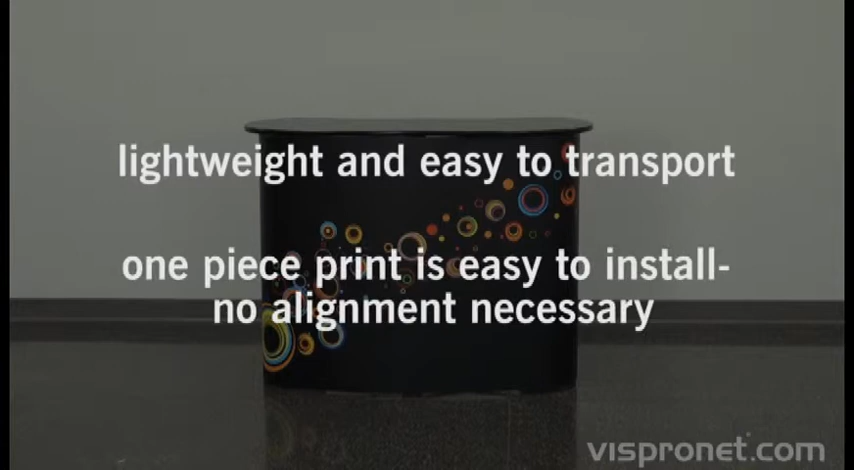 lightweight and easy to transport
one piece print is easy to install-
no alignment necessary
vispronet.com